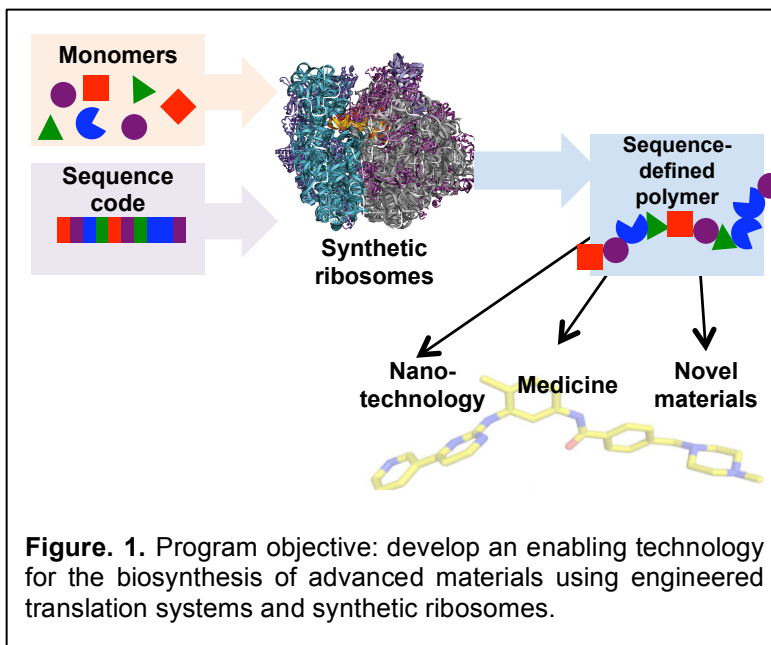 Monomers
Sequence
code
Synthetic
ribosomes
Sequence-
defined
polymer
Nano-
technology
Medicine
Novel
materials
Figure. 1. Program objective: develop an enabling technology
for the biosynthesis of advanced materials using engineered
translation systems and synthetic ribosomes.